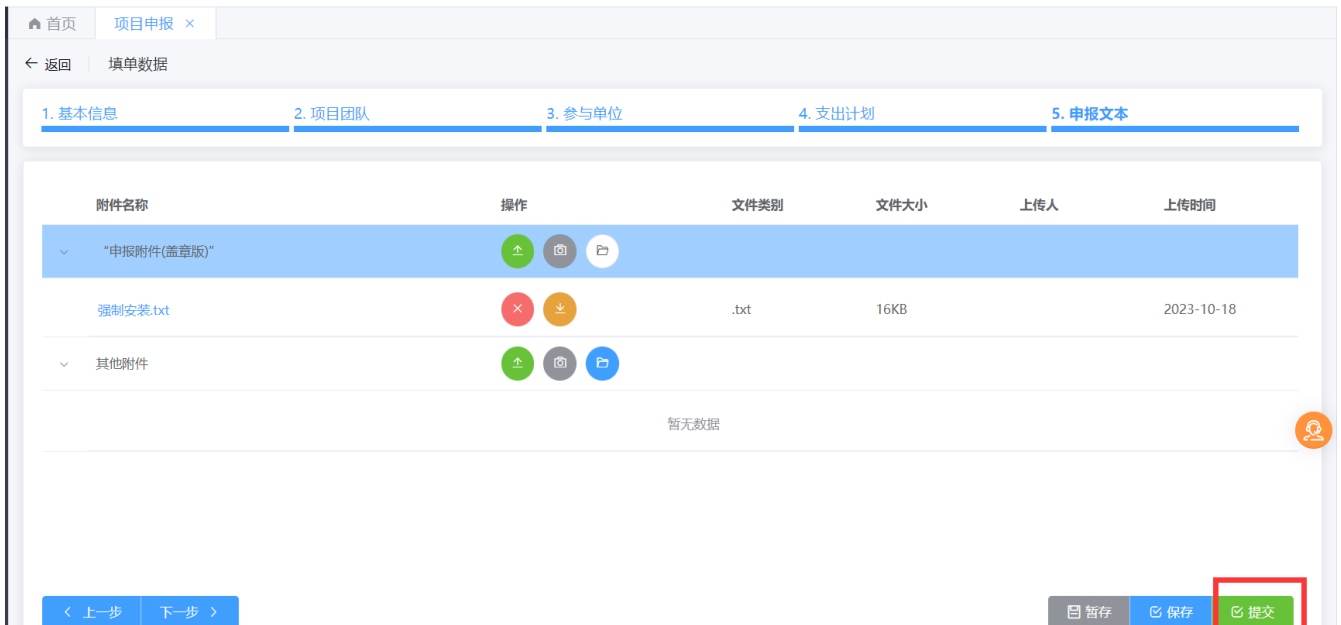 首页 项目申报 ×
返回 填单数据
1. 基本信息 2. 项目团队 3. 参与单位 4. 支出计划 5. 申报文本
附件名称 操作 文件类别 文件大小 上传人 上传时间
“申报附件(盖章版)”
强制安装.txt .txt 16KB 2023-10-18
其他附件
暂无数据
上一步 下一步 暂存 保存 提交